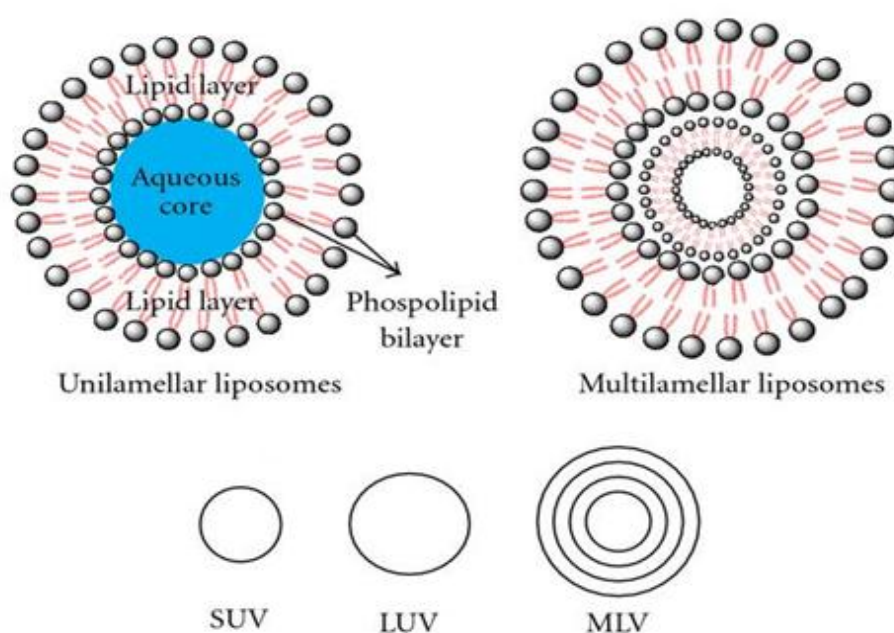 Lipid layer
Aqueous
core
Lipid layer
Phospolipid
bilayer
Unilamellar liposomes
Multilamellar liposomes
SUV
LUV
MLV